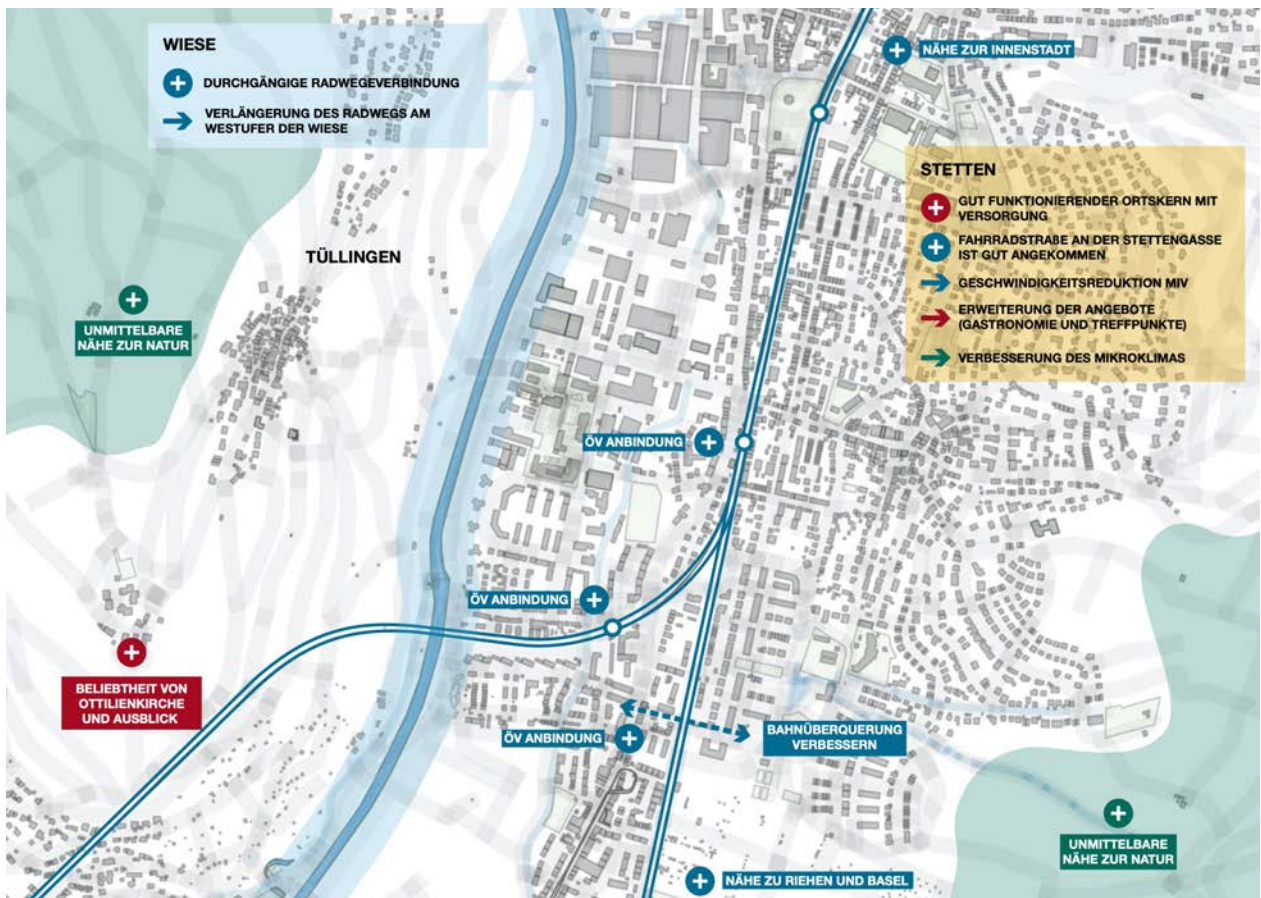 WIESE
DURCHGÄNGIGE RADWEGEVERBINDUNG
VERLÄNGERUNG DES RADWEGS AM
WESTUFER DER WIESE
NÄHE ZUR INNENSTADT
STETTEN
GUT FUNKTIONIERENDER ORTSKERN MIT
VERSORGUNG
FAHRRADSTRAßE AN DER STETTENGASSE
IST GUT ANGEKOMMEN
GESCHWINDIGKEITSREDUKTION MIV
ERWEITERUNG DER ANGEBOTE
(GASTRONOMIE UND TREFFPUNKTE)
VERBESSERUNG DES MIKROKLIMAS
TÜLLINGEN
UNMITTELBARE
NÄHE ZUR NATUR
ÖV ANBINDUNG
ÖV ANBINDUNG
BELIEBTHEIT VON
OTTILIENKIRCHE
UND AUSBLICK
ÖV ANBINDUNG
BAHNÜBERQUERUNG
VERBESSERN
UNMITTELBARE
NÄHE ZUR NATUR
NÄHE ZU RIEHEN UND BASEL